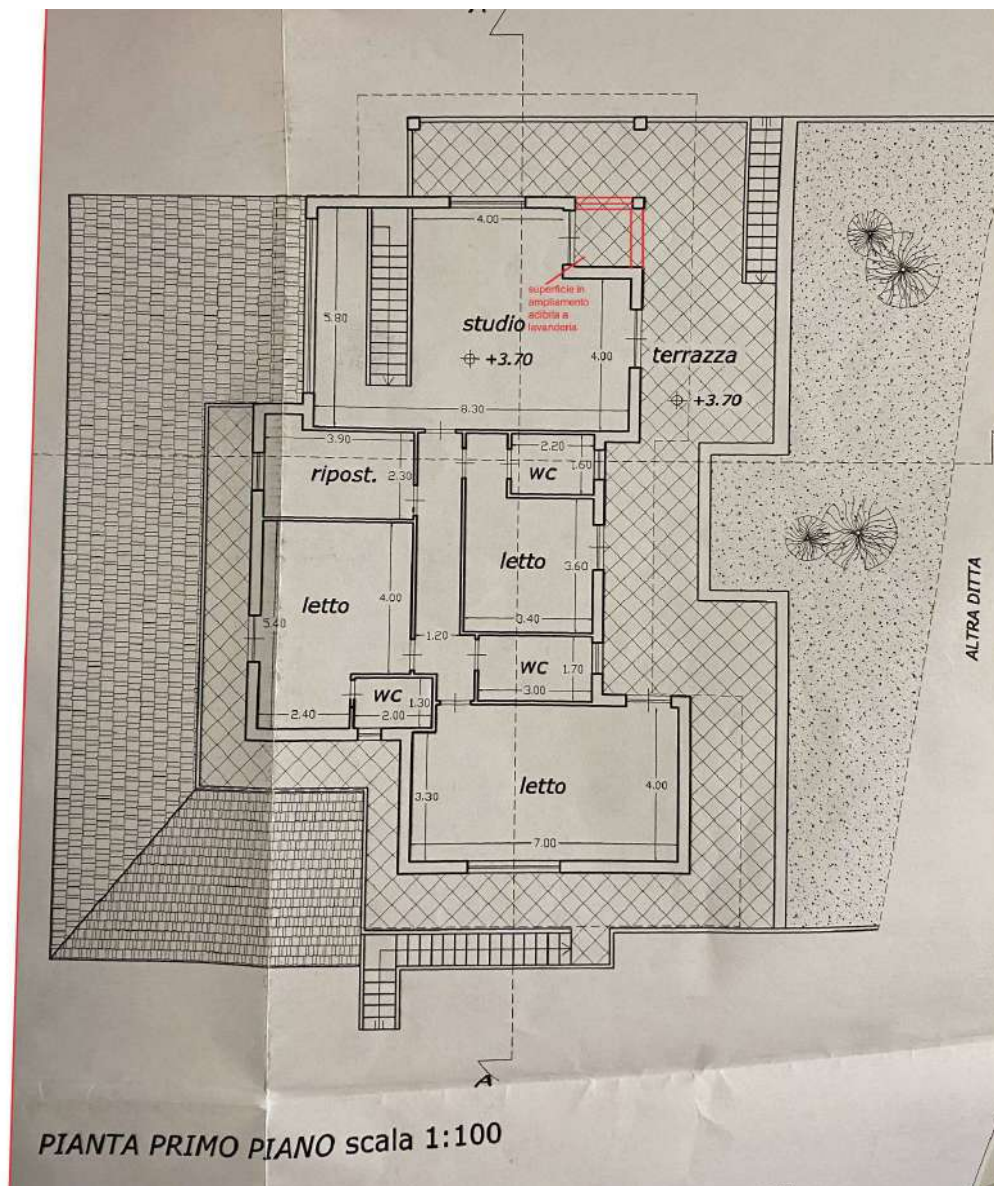 4.00
superficie in
ampliamento
adibita a
lavanderia
5.80
studio
+3.70
4.00
terrazza
+3.70
8.30
3.90
2.20
ripost.
2.30
wc
1.60
letto
3.60
letto
4.00
5.40
3.40
1.20
wc
1.70
3.00
wc
1.30
2.40
2.00
letto
3.30
4.00
7.00
ALTRA DITTA
A
PIANTA PRIMO PIANO scala 1:100